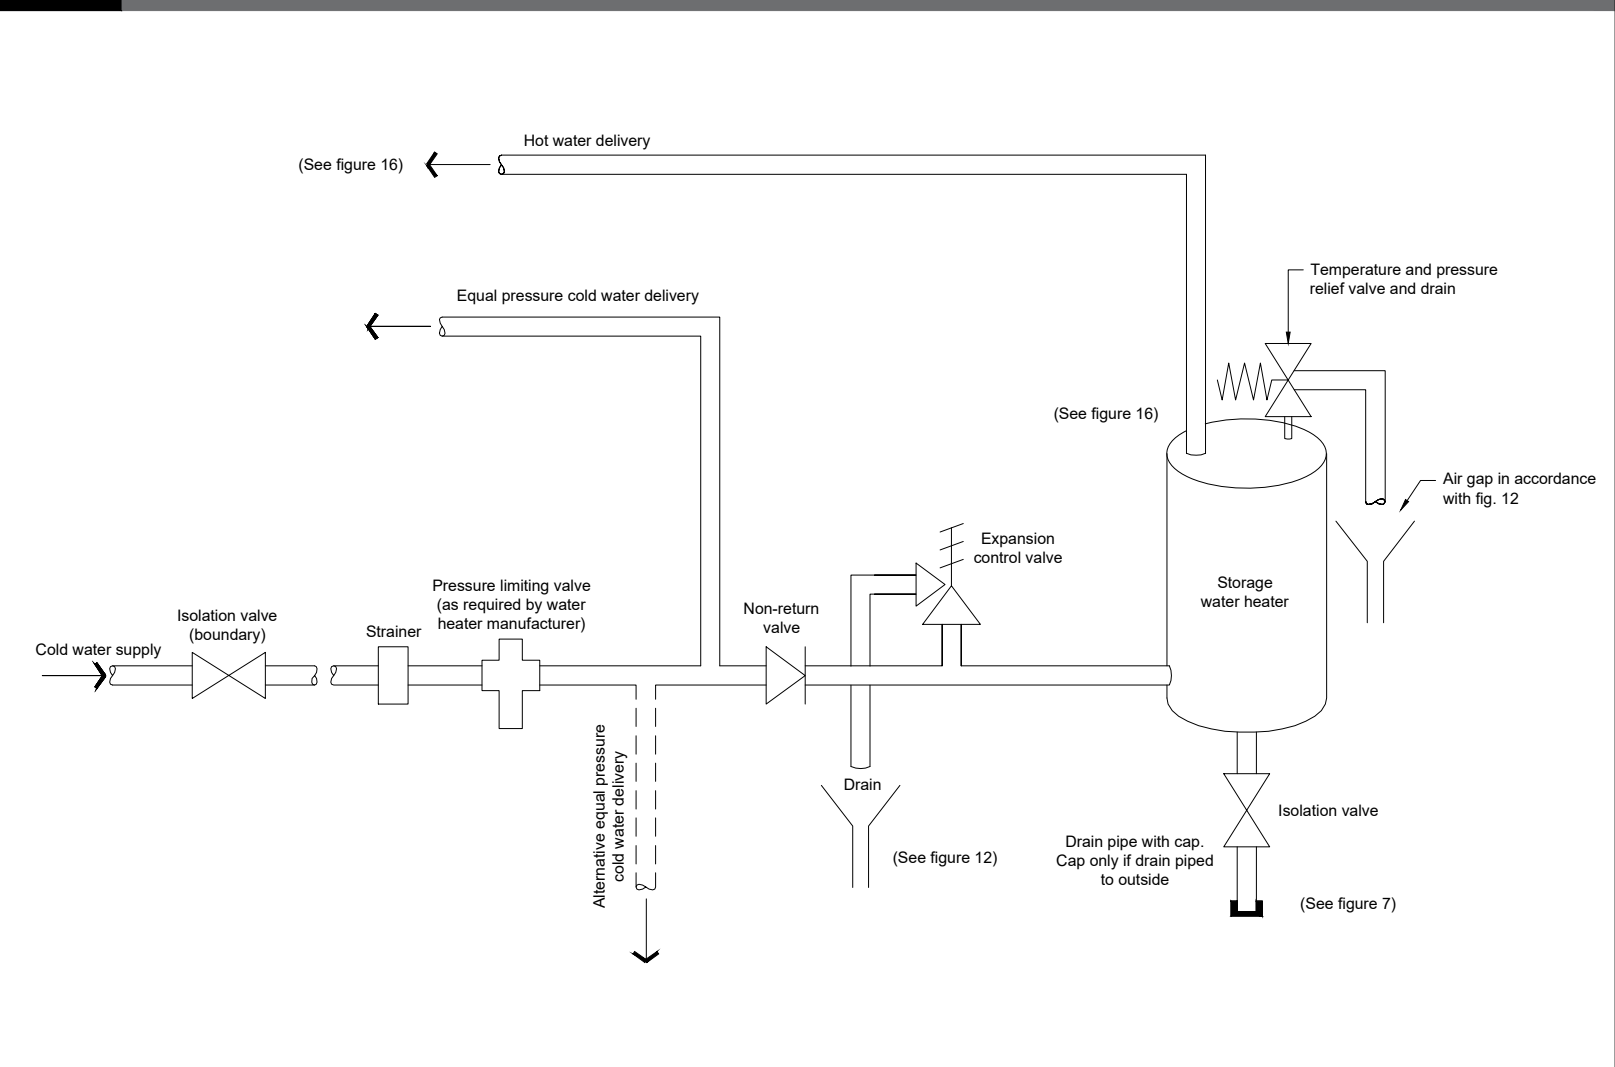 Hot water delivery
(See figure 16)
Temperature and pressure
relief valve and drain
Equal pressure cold water delivery
(See figure 16)
Air gap in accordance
with fig. 12
Expansion
control valve
Storage
water heater
Pressure limiting valve
(as required by water
heater manufacturer)
Non-return
valve
Isolation valve
(boundary)
Strainer
Cold water supply
Alternative equal pressure
cold water delivery
Drain
(See figure 12)
Isolation valve
Drain pipe with cap.
Cap only if drain piped
to outside
(See figure 7)